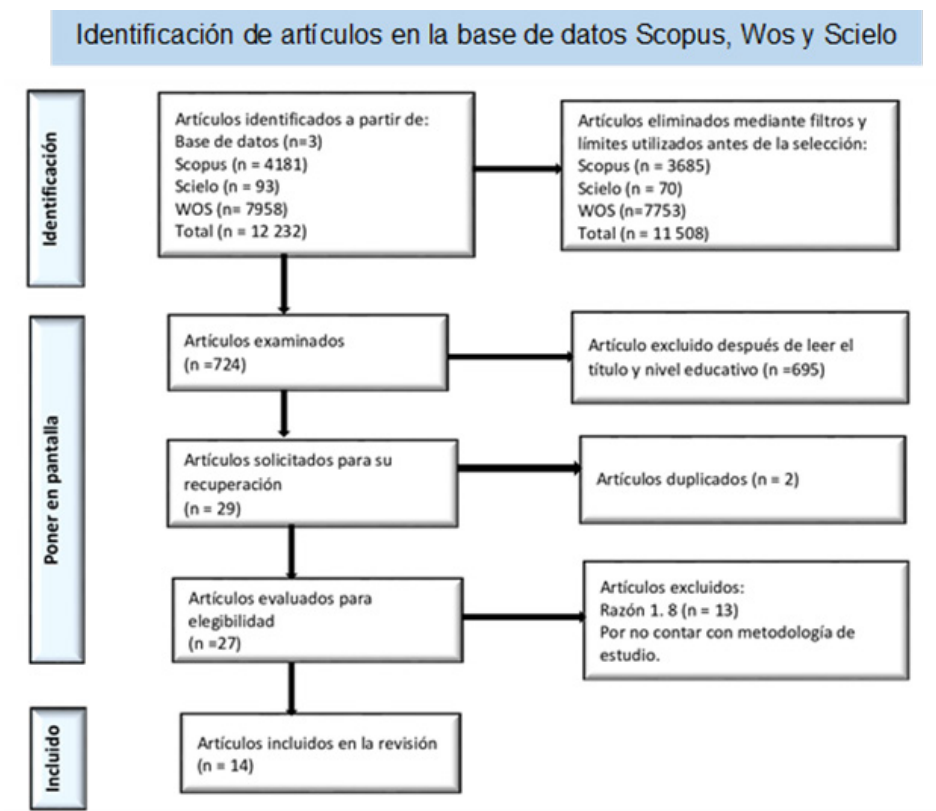 Identificación de artículos en la base de datos Scopus, Wos y Scielo
Identificación
Artículos identificados a partir de:
Base de datos (n=3)
Scopus (n = 4181)
Scielo (n = 93)
WOS (n= 7958)
Total (n = 12 232)
Artículos eliminados mediante filtros y
límites utilizados antes de la selección:
Scopus (n = 3685)
Scielo (n = 70)
WOS (n=7753)
Total (n = 11 508)
Poner en pantalla
Artículos examinados
(n =724)
Artículo excluido después de leer el
título y nivel educativo (n =695)
Artículos solicitados para su
recuperación
(n = 29)
Artículos duplicados (n = 2)
Artículos evaluados para
elegibilidad
(n =27)
Artículos excluidos:
Razón 1. 8 (n = 13)
Por no contar con metodología de
estudio.
Incluido
Artículos incluidos en la revisión
(n = 14)